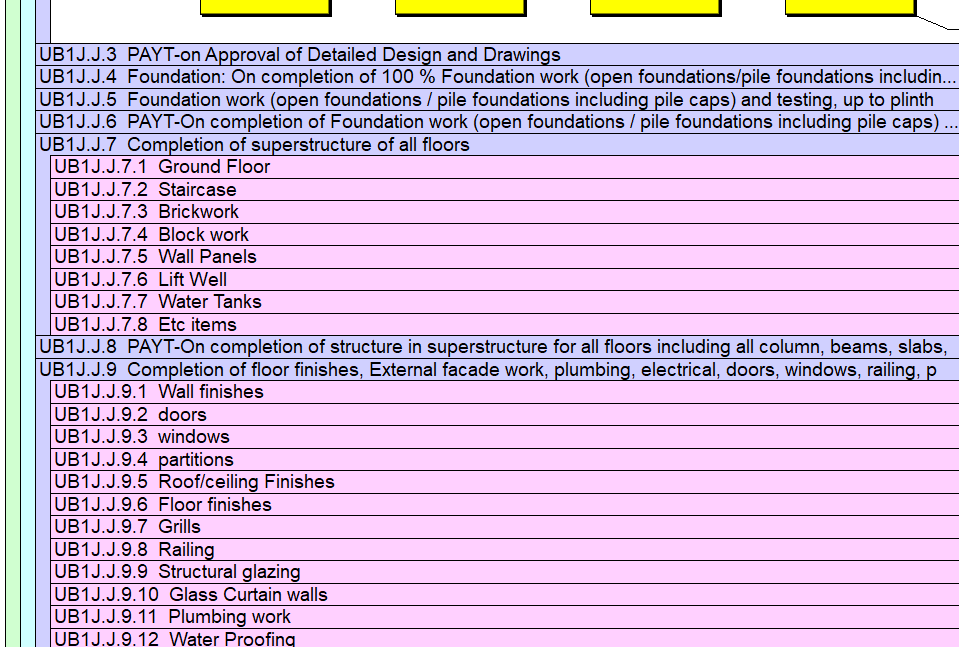 UB1J.J.3 PAYT-on Approval of Detailed Design and Drawings
UB1J.J.4 Foundation: On completion of 100 % Foundation work (open foundations/pile foundations includin...
UB1J.J.5 Foundation work (open foundations / pile foundations including pile caps) and testing, up to plinth
UB1J.J.6 PAYT-On completion of Foundation work (open foundations / pile foundations including pile caps) ...
UB1J.J.7 Completion of superstructure of all floors
UB1J.J.7.1 Ground Floor
UB1J.J.7.2 Staircase
UB1J.J.7.3 Brickwork
UB1J.J.7.4 Block work
UB1J.J.7.5 Wall Panels
UB1J.J.7.6 Lift Well
UB1J.J.7.7 Water Tanks
UB1J.J.7.8 Etc items
UB1J.J.8 PAYT-On completion of structure in superstructure for all floors including all column, beams, slabs,
UB1J.J.9 Completion of floor finishes, External facade work, plumbing, electrical, doors, windows, railing, p
UB1J.J.9.1 Wall finishes
UB1J.J.9.2 doors
UB1J.J.9.3 windows
UB1J.J.9.4 partitions
UB1J.J.9.5 Roof/ceiling Finishes
UB1J.J.9.6 Floor finishes
UB1J.J.9.7 Grills
UB1J.J.9.8 Railing
UB1J.J.9.9 Structural glazing
UB1J.J.9.10 Glass Curtain walls
UB1J.J.9.11 Plumbing work
UB1J.J.9.12 Water Proofing